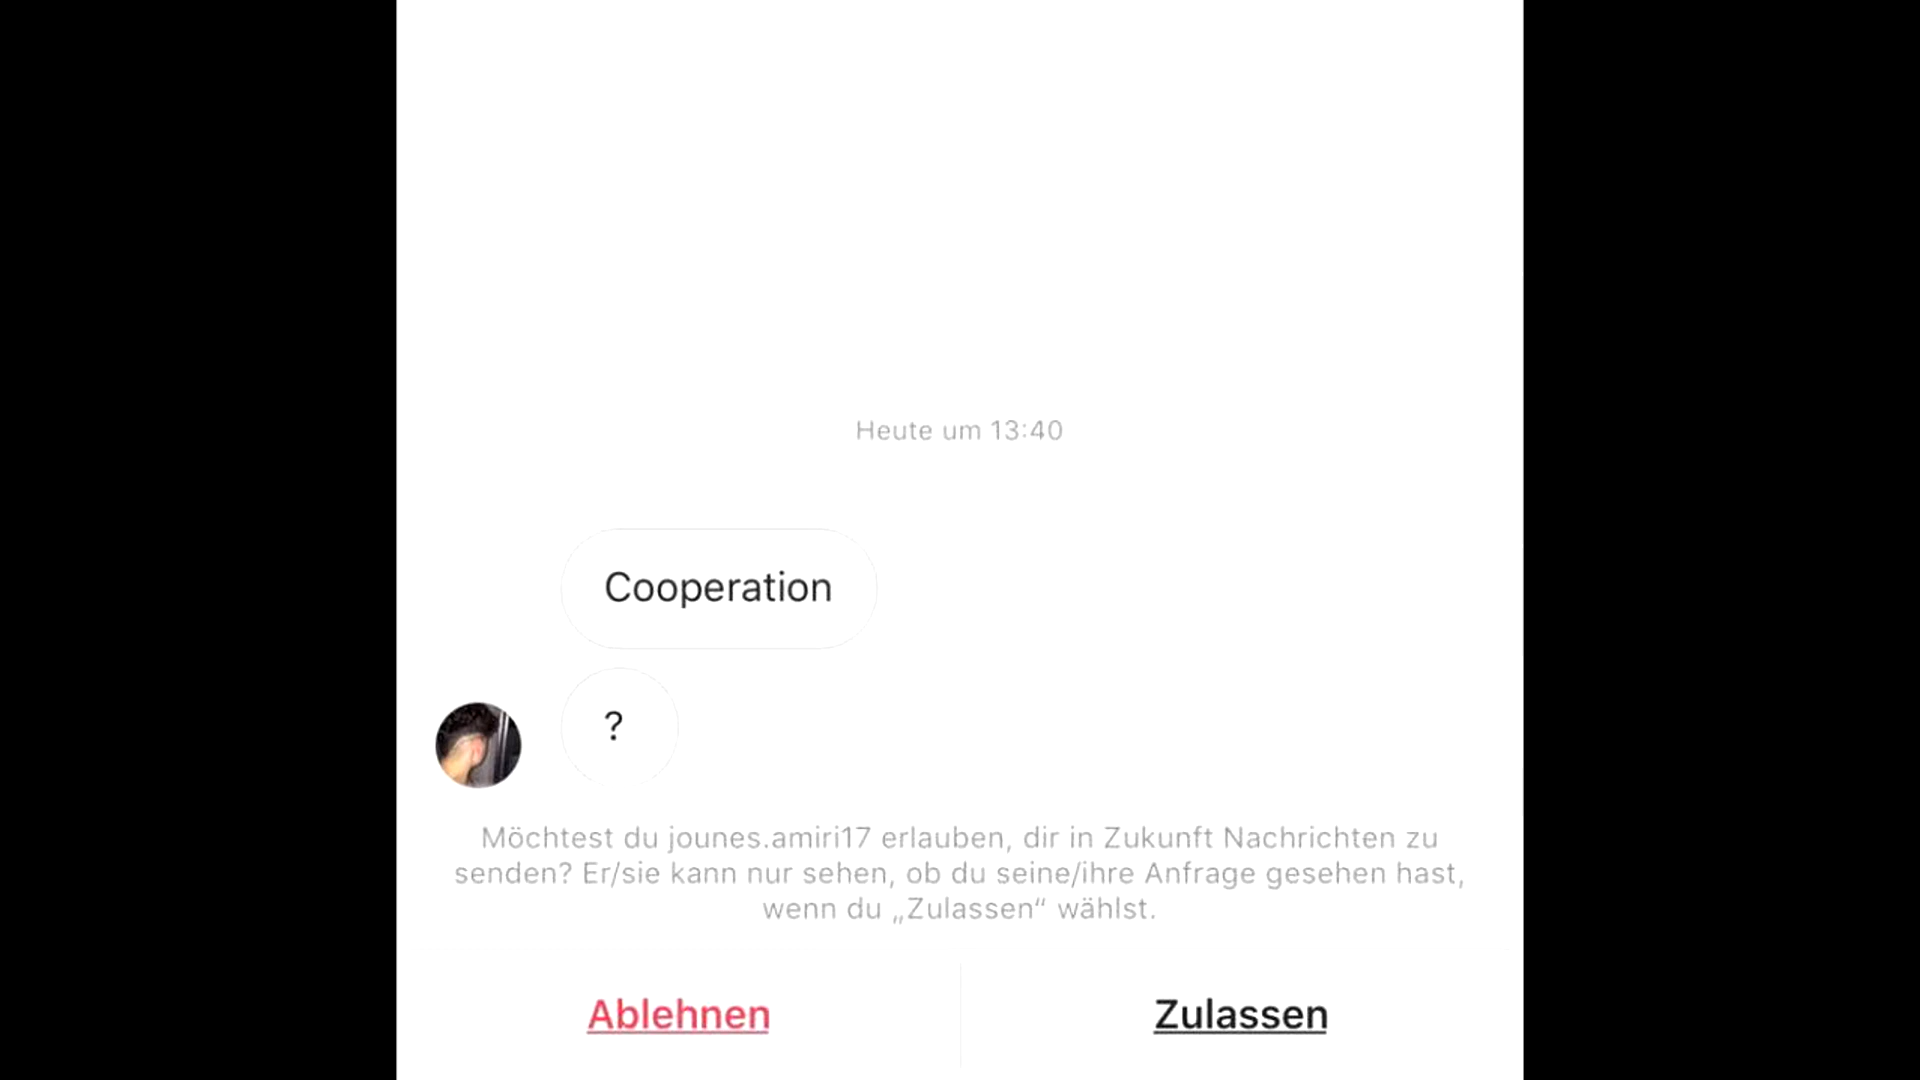 Heute um 13:40
Cooperation
?
Möchtest du jounes.amiri17 erlauben, dir in Zukunft Nachrichten zu
senden? Er/sie kann nur sehen, ob du seine/ihre Anfrage gesehen hast,
wenn du „Zulassen“ wählst.
Ablehnen
Zulassen